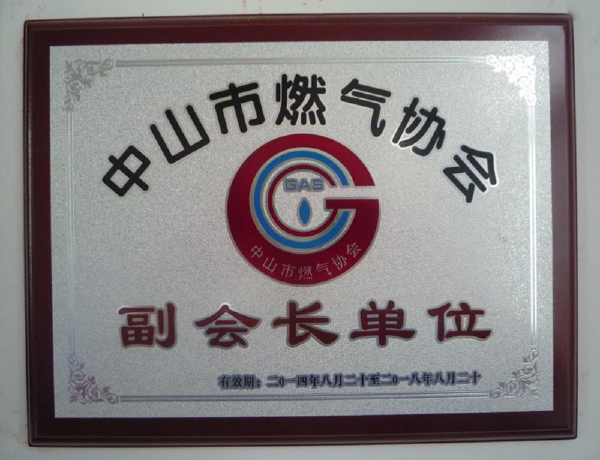 中山市燃气协会
GAS
中山市燃气协会
副会长单位
有效期：二0一四年八月二十至二0一八年八月二十